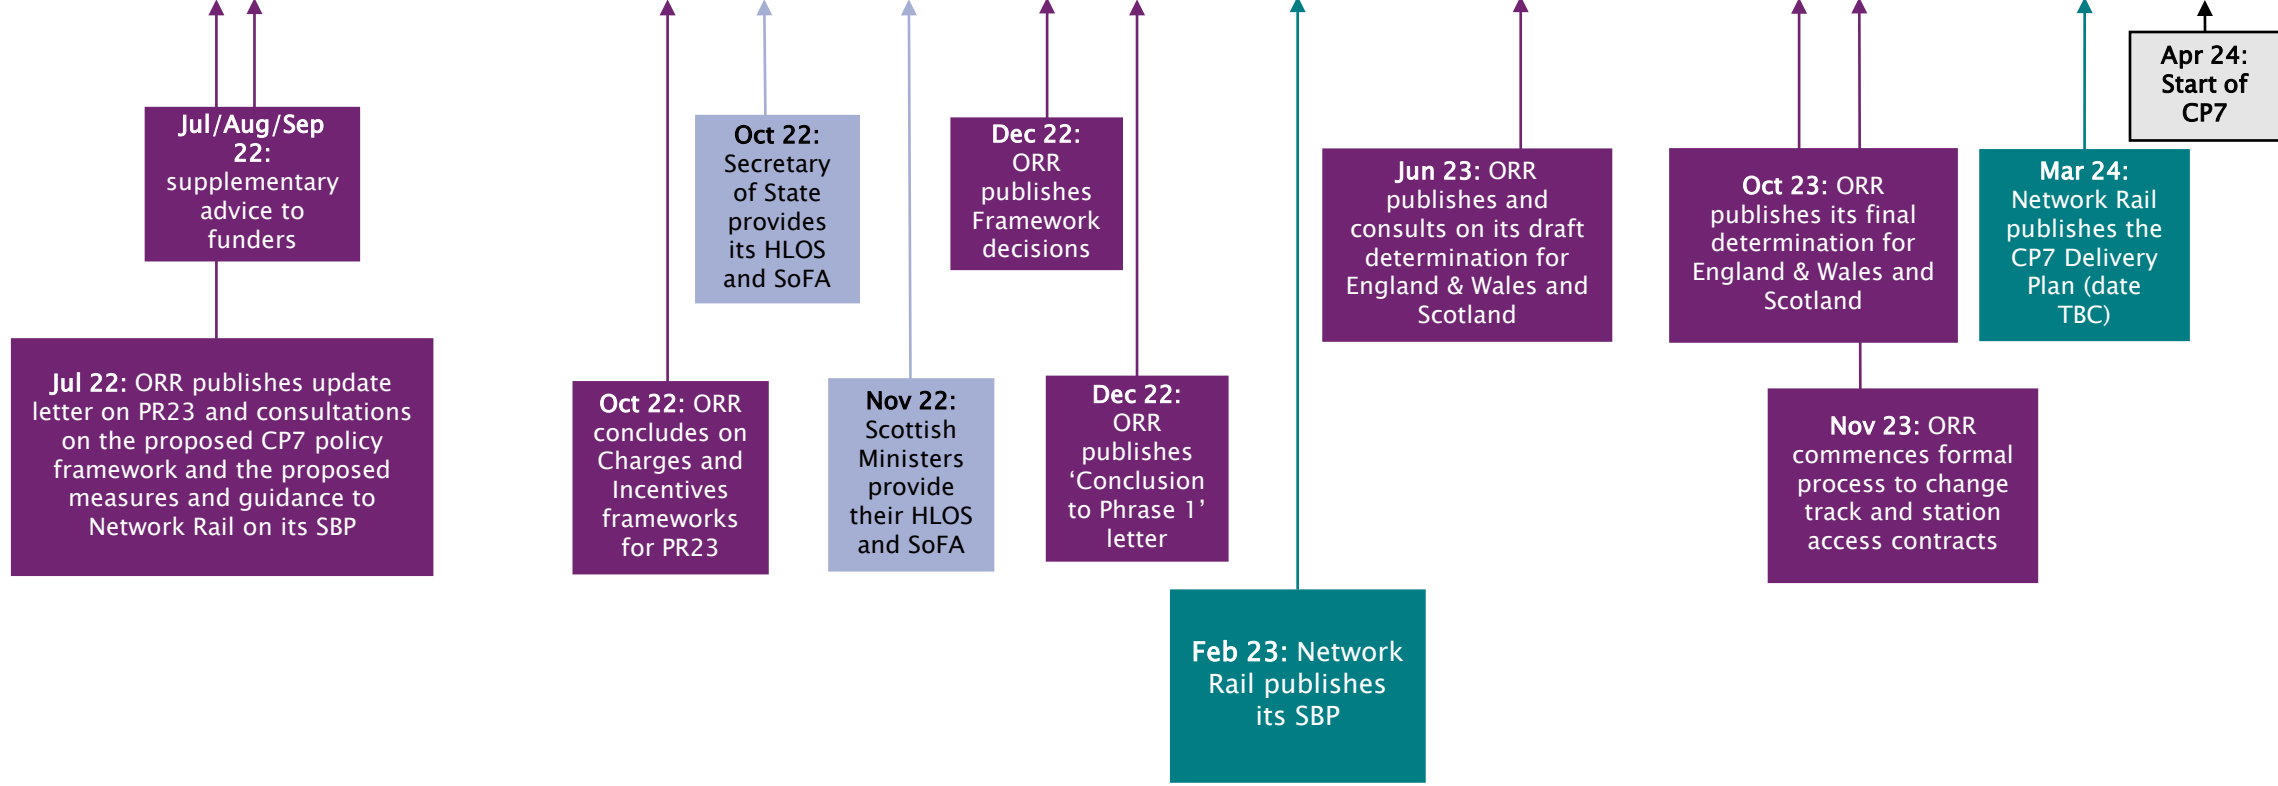 Jul/Aug/Sep
22:
supplementary
advice to
funders
Jul 22: ORR publishes update
letter on PR23 and consultations
on the proposed CP7 policy
framework and the proposed
measures and guidance to
Network Rail on its SBP
Oct 22: ORR
concludes on
Charges and
Incentives
frameworks
for PR23
Oct 22:
Secretary
of State
provides
its HLOS
and SoFA
Nov 22:
Scottish
Ministers
provide
their HLOS
and SoFA
Dec 22:
ORR
publishes
Framework
decisions
Dec 22:
ORR
publishes
‘Conclusion
to Phrase 1’
letter
Feb 23: Network
Rail publishes
its SBP
Jun 23: ORR
publishes and
consults on its draft
determination for
England & Wales and
Scotland
Oct 23: ORR
publishes its final
determination for
England & Wales and
Scotland
Nov 23: ORR
commences formal
process to change
track and station
access contracts
Mar 24:
Network Rail
publishes the
CP7 Delivery
Plan (date
TBC)
Apr 24:
Start of
CP7